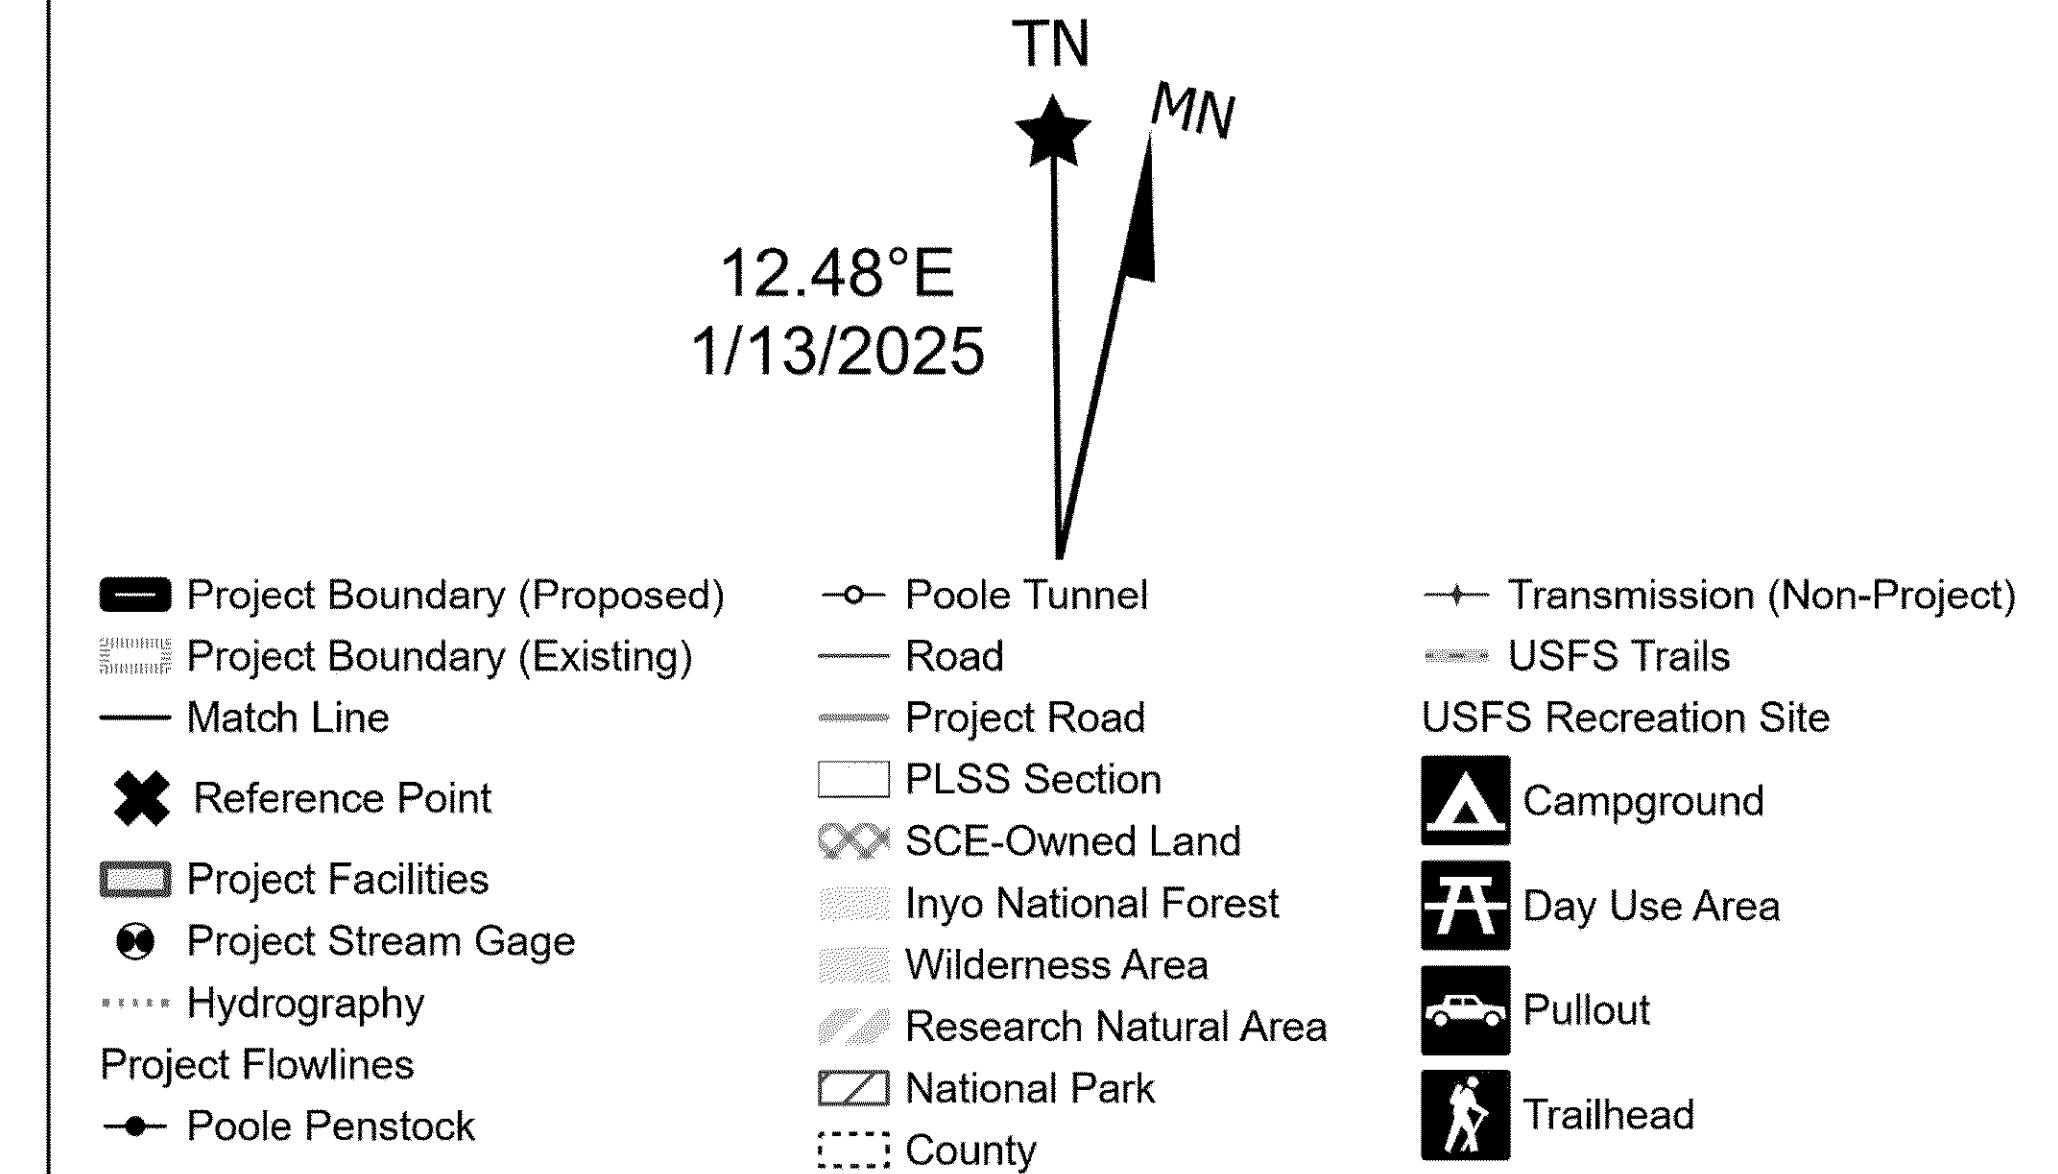 TN
MN
12.48°E
1/13/2025
Project Boundary (Proposed)
Project Boundary (Existing)
Match Line
Reference Point
Project Facilities
Project Stream Gage
Hydrography
Project Flowlines
Poole Penstock
Poole Tunnel
Road
Project Road
PLSS Section
SCE-Owned Land
Inyo National Forest
Wilderness Area
Research Natural Area
National Park
County
Transmission (Non-Project)
USFS Trails
USFS Recreation Site
Campground
Day Use Area
Pullout
Trailhead